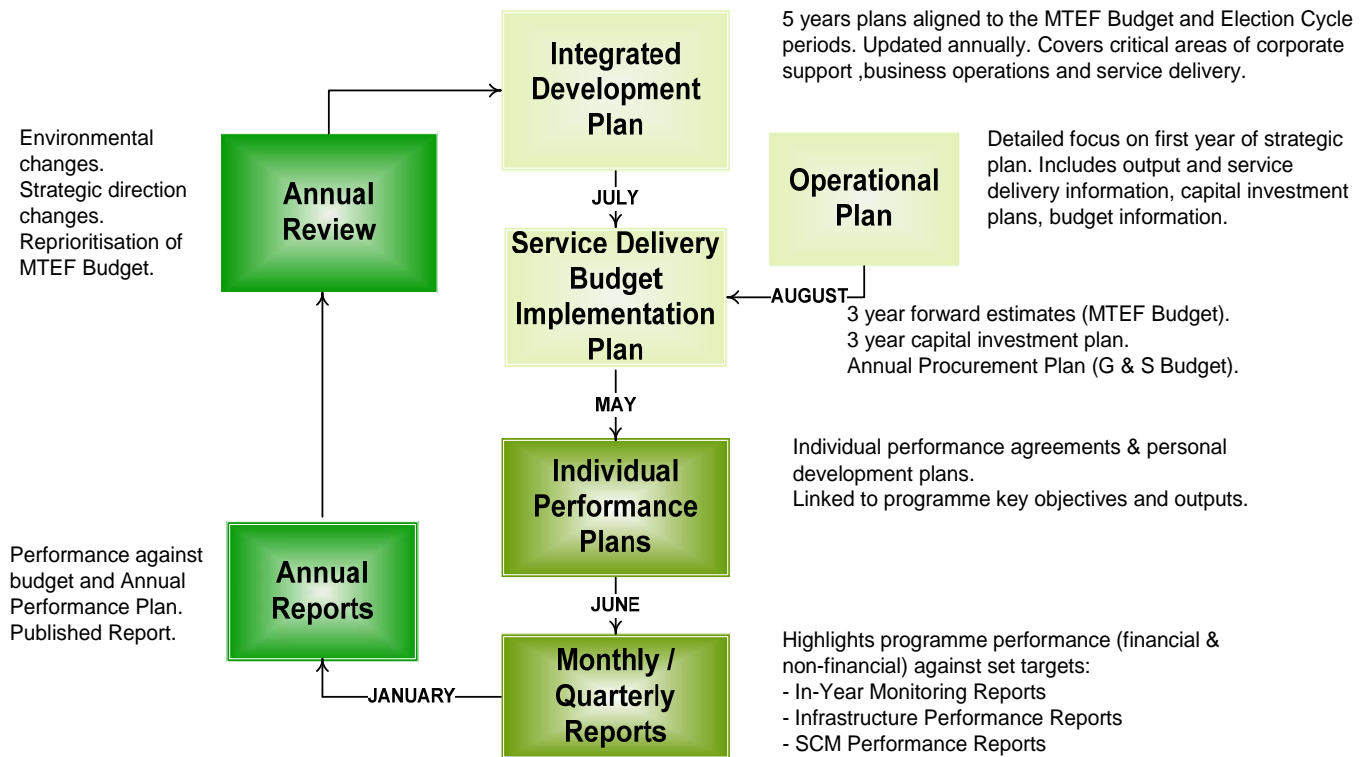 5 years plans aligned to the MTEF Budget and Election Cycle
periods. Updated annually. Covers critical areas of corporate
support ,business operations and service delivery.
Integrated
Development
Plan
Environmental
changes.
Strategic direction
changes.
Reprioritisation of
MTEF Budget.
Annual
Review
JULY
Operational
Plan
Detailed focus on first year of strategic
plan. Includes output and service
delivery information, capital investment
plans, budget information.
Service Delivery
Budget
Implementation
Plan
AUGUST
3 year forward estimates (MTEF Budget).
3 year capital investment plan.
Annual Procurement Plan (G & S Budget).
MAY
Individual
Performance
Plans
Individual performance agreements & personal
development plans.
Linked to programme key objectives and outputs.
Performance against
budget and Annual
Performance Plan.
Published Report.
Annual
Reports
JUNE
Monthly /
Quarterly
Reports
JANUARY
Highlights programme performance (financial &
non-financial) against set targets:
- In-Year Monitoring Reports
- Infrastructure Performance Reports
- SCM Performance Reports